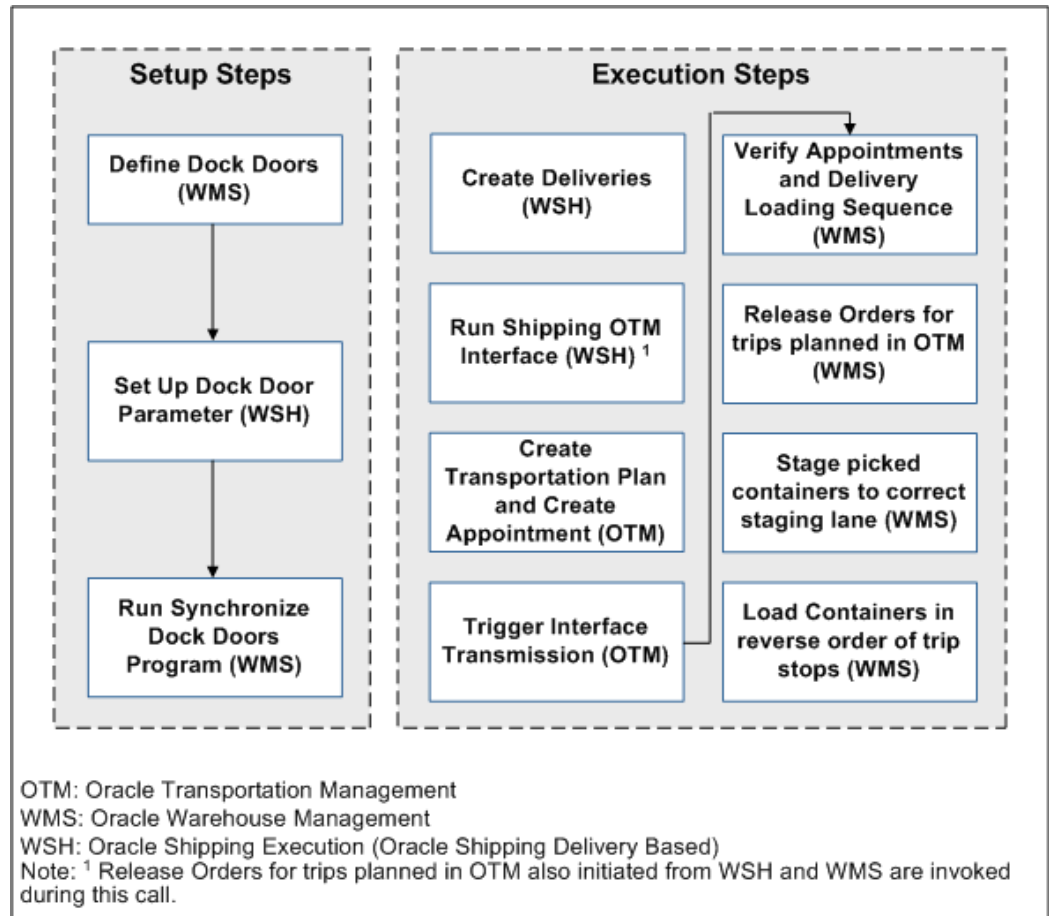 Setup Steps
Define Dock Doors
(WMS)
Set Up Dock Door
Parameter (WSH)
Run Synchronize
Dock Doors
Program (WMS)
Execution Steps
Create Deliveries
(WSH)
Run Shipping OTM
Interface (WSH) 1
Create
Transportation Plan
and Create
Appointment (OTM)
Trigger Interface
Transmission (OTM)
Verify Appointments
and Delivery
Loading Sequence
(WMS)
Release Orders for
trips planned in OTM
(WMS)
Stage picked
containers to correct
staging lane (WMS)
Load Containers in
reverse order of trip
stops (WMS)
OTM: Oracle Transportation Management
WMS: Oracle Warehouse Management
WSH: Oracle Shipping Execution (Oracle Shipping Delivery Based)
Note: 1 Release Orders for trips planned in OTM also initiated from WSH and WMS are invoked
during this call.